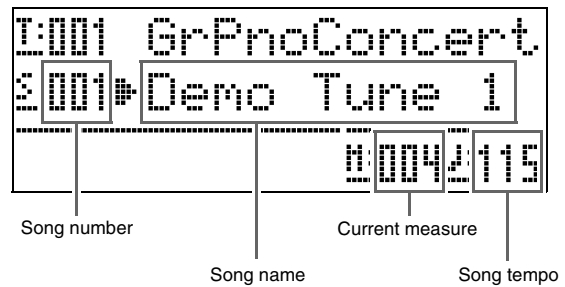 T:001 GrPnoConcert
S 001 Demo Tune 1
M:004 ♩:115
Song number
Current measure
Song name
Song tempo